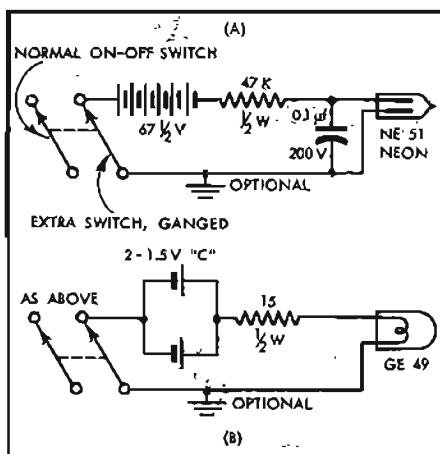 (A)
NORMAL ON-OFF SWITCH
67 1/2 V
47 K
1/2 W
0.1 µf
200 V
NE 51
NEON
OPTIONAL
EXTRA SWITCH, GANGED
2 - 1.5 V "C"
AS ABOVE
15
1/2 W
GE 49
OPTIONAL
(B)